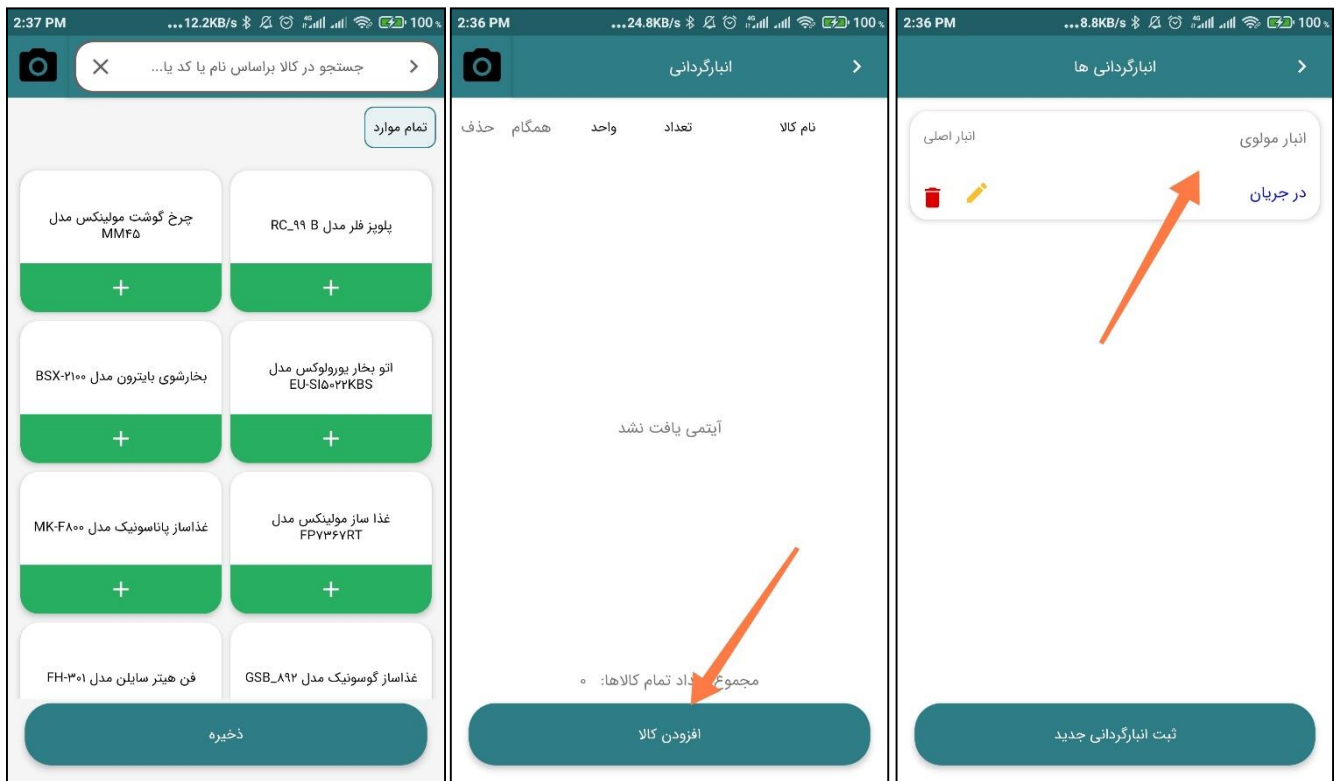 2:36 PM ...8.8KB/s 4G 100%
انبارگردانی ها
انبار مولوی
انبار اصلی
در جریان
ثبت انبارگردانی جدید
2:36 PM ...24.8KB/s 4G 100%
انبارگردانی
نام کالا تعداد واحد همگام حذف
آیتمی یافت نشد
مجموع تعداد تمام کالاها: ۰
افزودن کالا
2:37 PM ...12.2KB/s 4G 100%
جستجو در کالا براساس نام یا کد یا...
تمام موارد
پلوپز فلر مدل RC_۹۹ B
+
چرخ گوشت مولینکس مدل
MM۴۵
+
اتو بخار یورولوکس مدل
EU-SI۵۰۲۲KBS
+
بخارشوی بایترون مدل BSX-۲۱۰۰
+
غذا ساز مولینکس مدل
FP۷۳۶۷RT
+
غذاساز پاناسونیک مدل MK-F۸۰۰
+
غذاساز گوسونیک مدل GSB_۸۹۲
فن هیتر سایلن مدل FH-۳۰۱
ذخیره